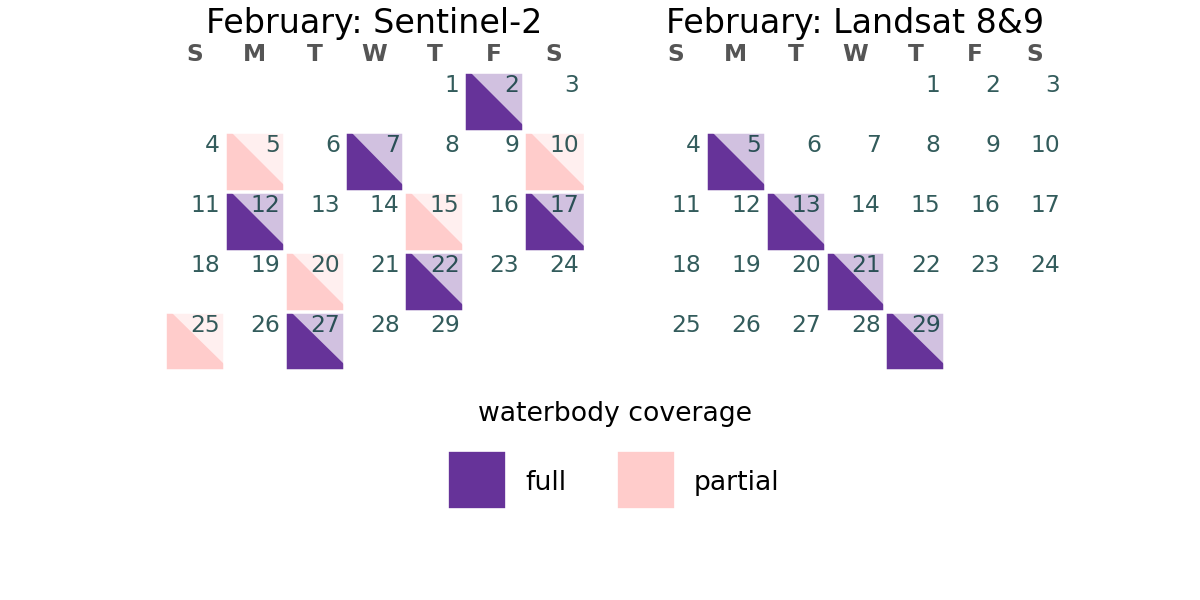 February: Sentinel-2
S M T W T F S
1 2 3
4 5 6 7 8 9 10
11 12 13 14 15 16 17
18 19 20 21 22 23 24
25 26 27 28 29
February: Landsat 8&9
S M T W T F S
1 2 3
4 5 6 7 8 9 10
11 12 13 14 15 16 17
18 19 20 21 22 23 24
25 26 27 28 29
waterbody coverage
full partial